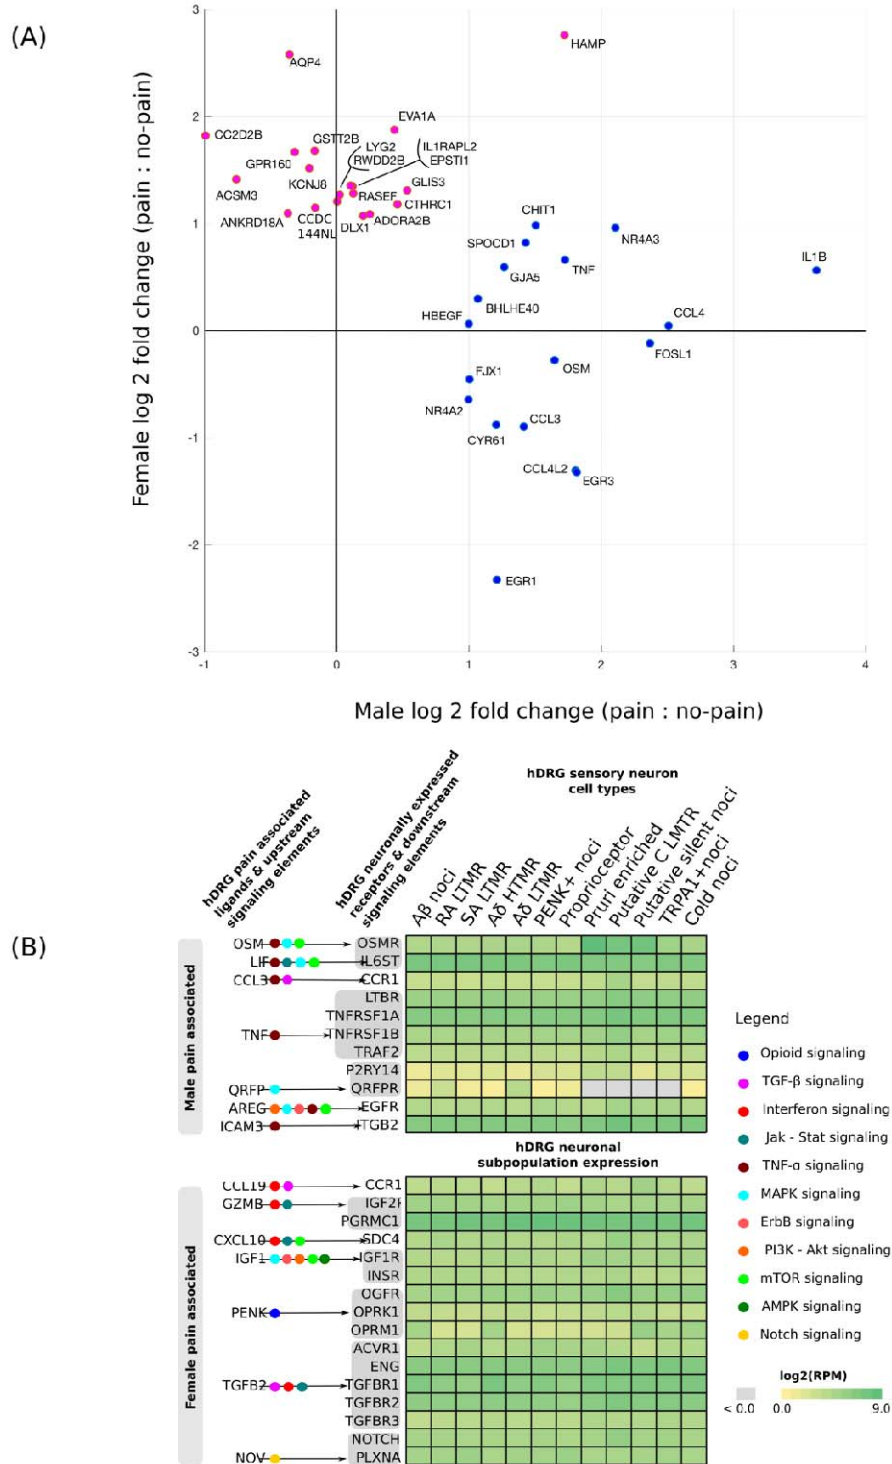 (A)
3
2
1
0
-1
-2
-3
Female log 2 fold change (pain : no-pain)
HAMP
AQP4
EVA1A
CC2D2B
GSTT2B
LYG2
IL1RAPL2
RWDD2B
EPSTI1
GPR160
KCNJ8
GLIS3
ACSM3
RASEF
CTHRC1
ANKRD18A
CCDC
144NL
DLX1
ADORA2B
CHIT1
NR4A3
SPOCD1
IL1B
TNF
GJA5
BHLHE40
HBEGF
CCL4
FOSL1
OSM
FJX1
NR4A2
CCL3
CYR61
CCL4L2
EGR3
EGR1
-1
0
1
2
3
4
Male log 2 fold change (pain : no-pain)
hDRG pain associated
ligands & upstream
signaling elements
hDRG neuronally expressed
receptors & downstream
signaling elements
hDRG sensory neuron
cell types
Aβ noci
RA LTMR
SA LTMR
Aδ HTMR
Aδ LTMR
PENK+ noci
Proprioceptor
Pruri enriched
Putative C LMTR
Putative silent noci
TRPA1+noci
Cold noci
(B)
Male pain associated
OSM OSMR
LIF IL6ST
CCL3 CCR1
LTBR
TNFRSF1A
TNF TNFRSF1B
TRAF2
P2RY14
QRFP QRFPR
AREG EGFR
ICAM3 ITGB2
hDRG neuronal
subpopulation expression
Female pain associated
CCL19 CCR1
GZMB IGF2R
PGRMC1
CXCL10 SDC4
IGF1 IGF1R
INSR
OGFR
PENK OPRK1
OPRM1
ACVR1
ENG
TGFB2 TGFBR1
TGFBR2
TGFBR3
NOTCH
NOV PLXNA
Legend
Opioid signaling
TGF-β signaling
Interferon signaling
Jak - Stat signaling
TNF-α signaling
MAPK signaling
ErbB signaling
PI3K - Akt signaling
mTOR signaling
AMPK signaling
Notch signaling
log2(RPM)
< 0.0 0.0 9.0